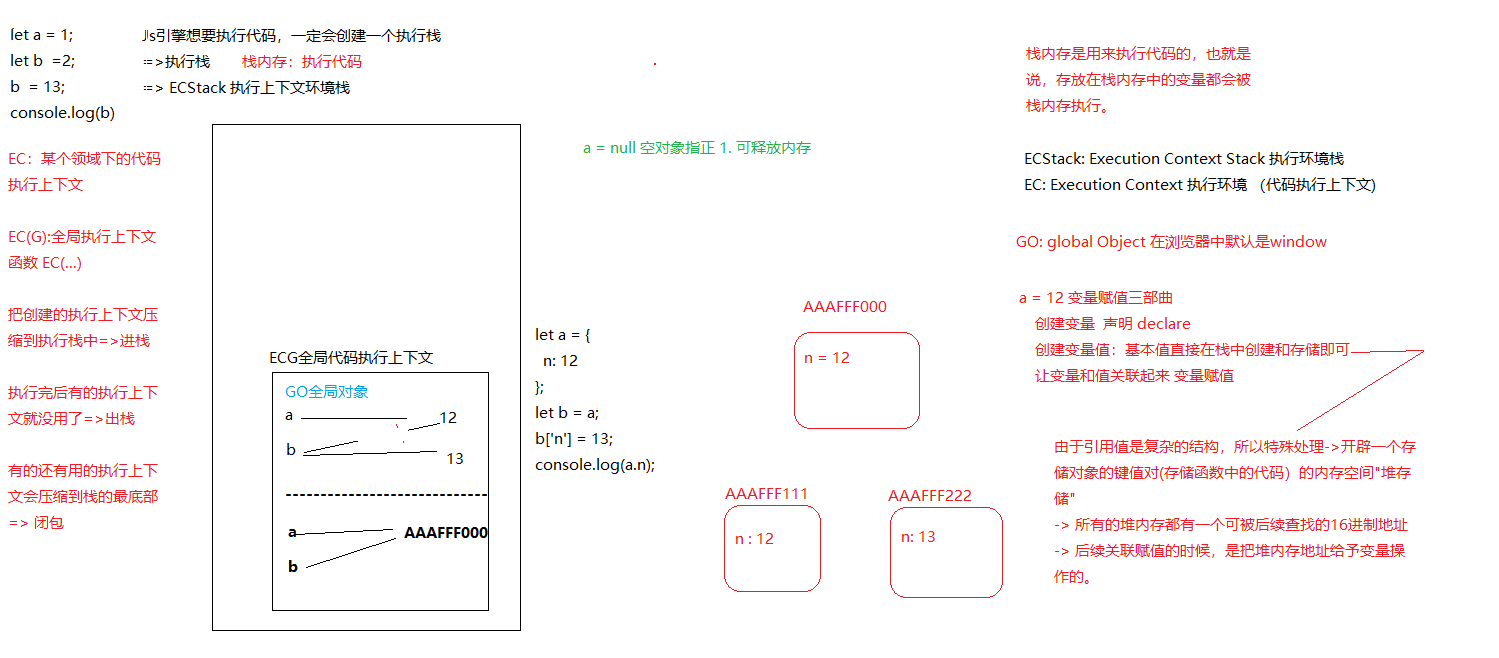 let a = 1;
let b =2;
b = 13;
console.log(b)
Js引擎想要执行代码，一定会创建一个执行栈
=>执行栈 栈内存：执行代码
=> ECStack 执行上下文环境栈
EC：某个领域下的代码
执行上下文
EC(G):全局执行上下文
函数 EC(...)
把创建的执行上下文压
缩到执行栈中=>进栈
执行完后有的执行上下
文就没用了=>出栈
有的还有用的执行上下
文会压缩到栈的最底部
=> 闭包
ECG全局代码执行上下文
GO全局对象
a
12
b
13
a
AAAFFF000
b
a = null 空对象指正 1. 可释放内存
let a = {
n: 12
};
let b = a;
b['n'] = 13;
console.log(a.n);
AAAFFF000
n = 12
AAAFFF111
n : 12
AAAFFF222
n: 13
栈内存是用来执行代码的，也就是
说，存放在栈内存中的变量都会被
栈内存执行。
ECStack: Execution Context Stack 执行环境栈
EC: Execution Context 执行环境 (代码执行上下文)
GO: global Object 在浏览器中默认是window
a = 12 变量赋值三部曲
创建变量 声明 declare
创建变量值：基本值直接在栈中创建和存储即可
让变量和值关联起来 变量赋值
由于引用值是复杂的结构，所以特殊处理->开辟一个存
储对象的键值对(存储函数中的代码）的内存空间"堆存
储"
-> 所有的堆内存都有一个可被后续查找的16进制地址
-> 后续关联赋值的时候，是把堆内存地址给予变量操
作的。